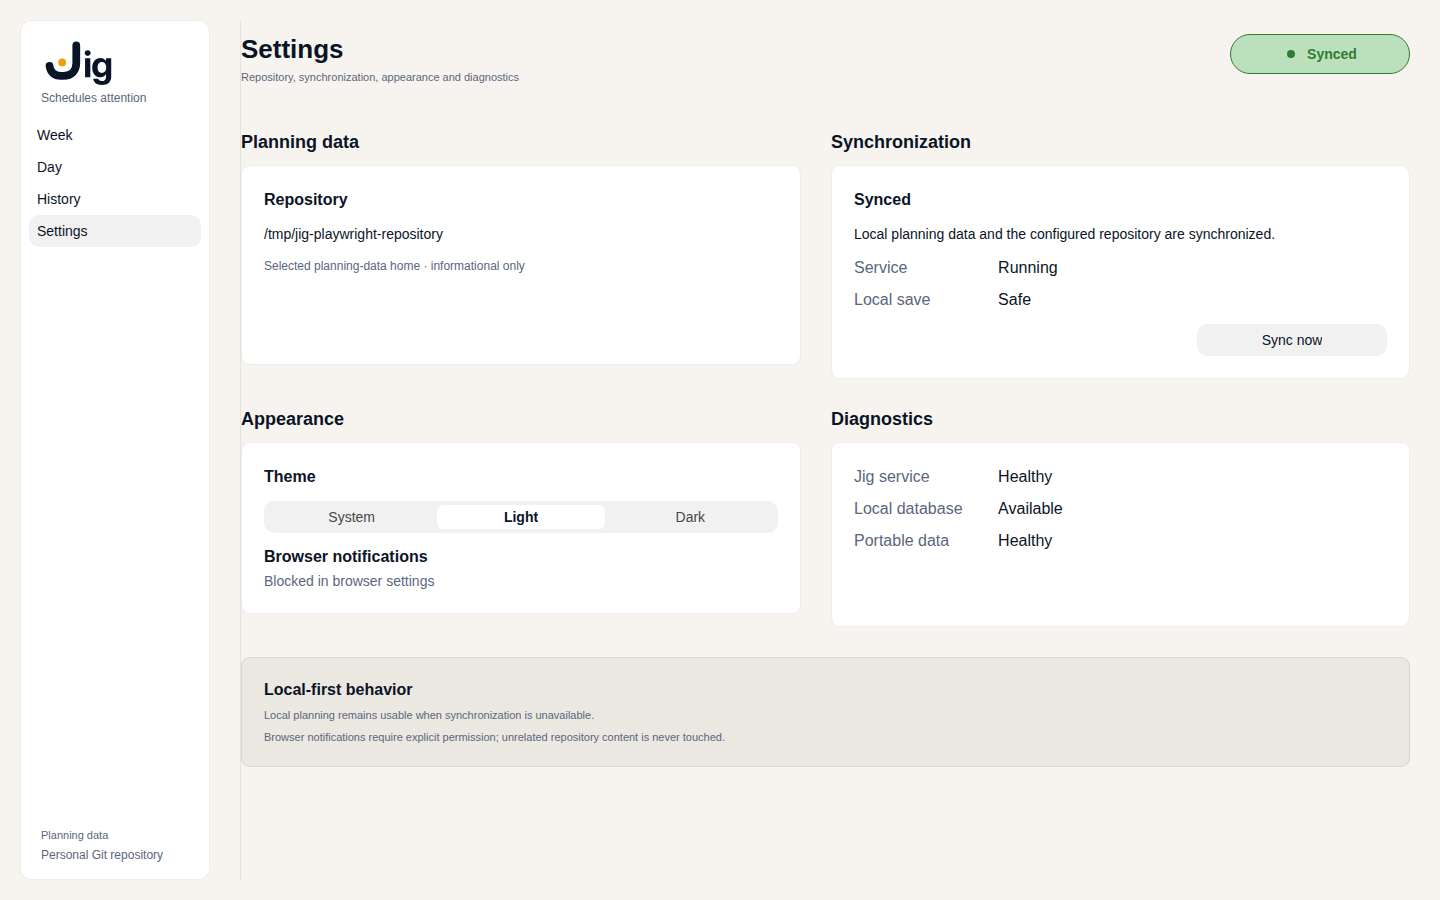 Jig
Schedules attention
Week
Day
History
Settings
Planning data
Personal Git repository
Settings
Repository, synchronization, appearance and diagnostics
Synced
Planning data
Repository
/tmp/jig-playwright-repository
Selected planning-data home · informational only
Synchronization
Synced
Local planning data and the configured repository are synchronized.
Service Running
Local save Safe
Sync now
Appearance
Theme
System Light Dark
Browser notifications
Blocked in browser settings
Diagnostics
Jig service Healthy
Local database Available
Portable data Healthy
Local-first behavior
Local planning remains usable when synchronization is unavailable.
Browser notifications require explicit permission; unrelated repository content is never touched.